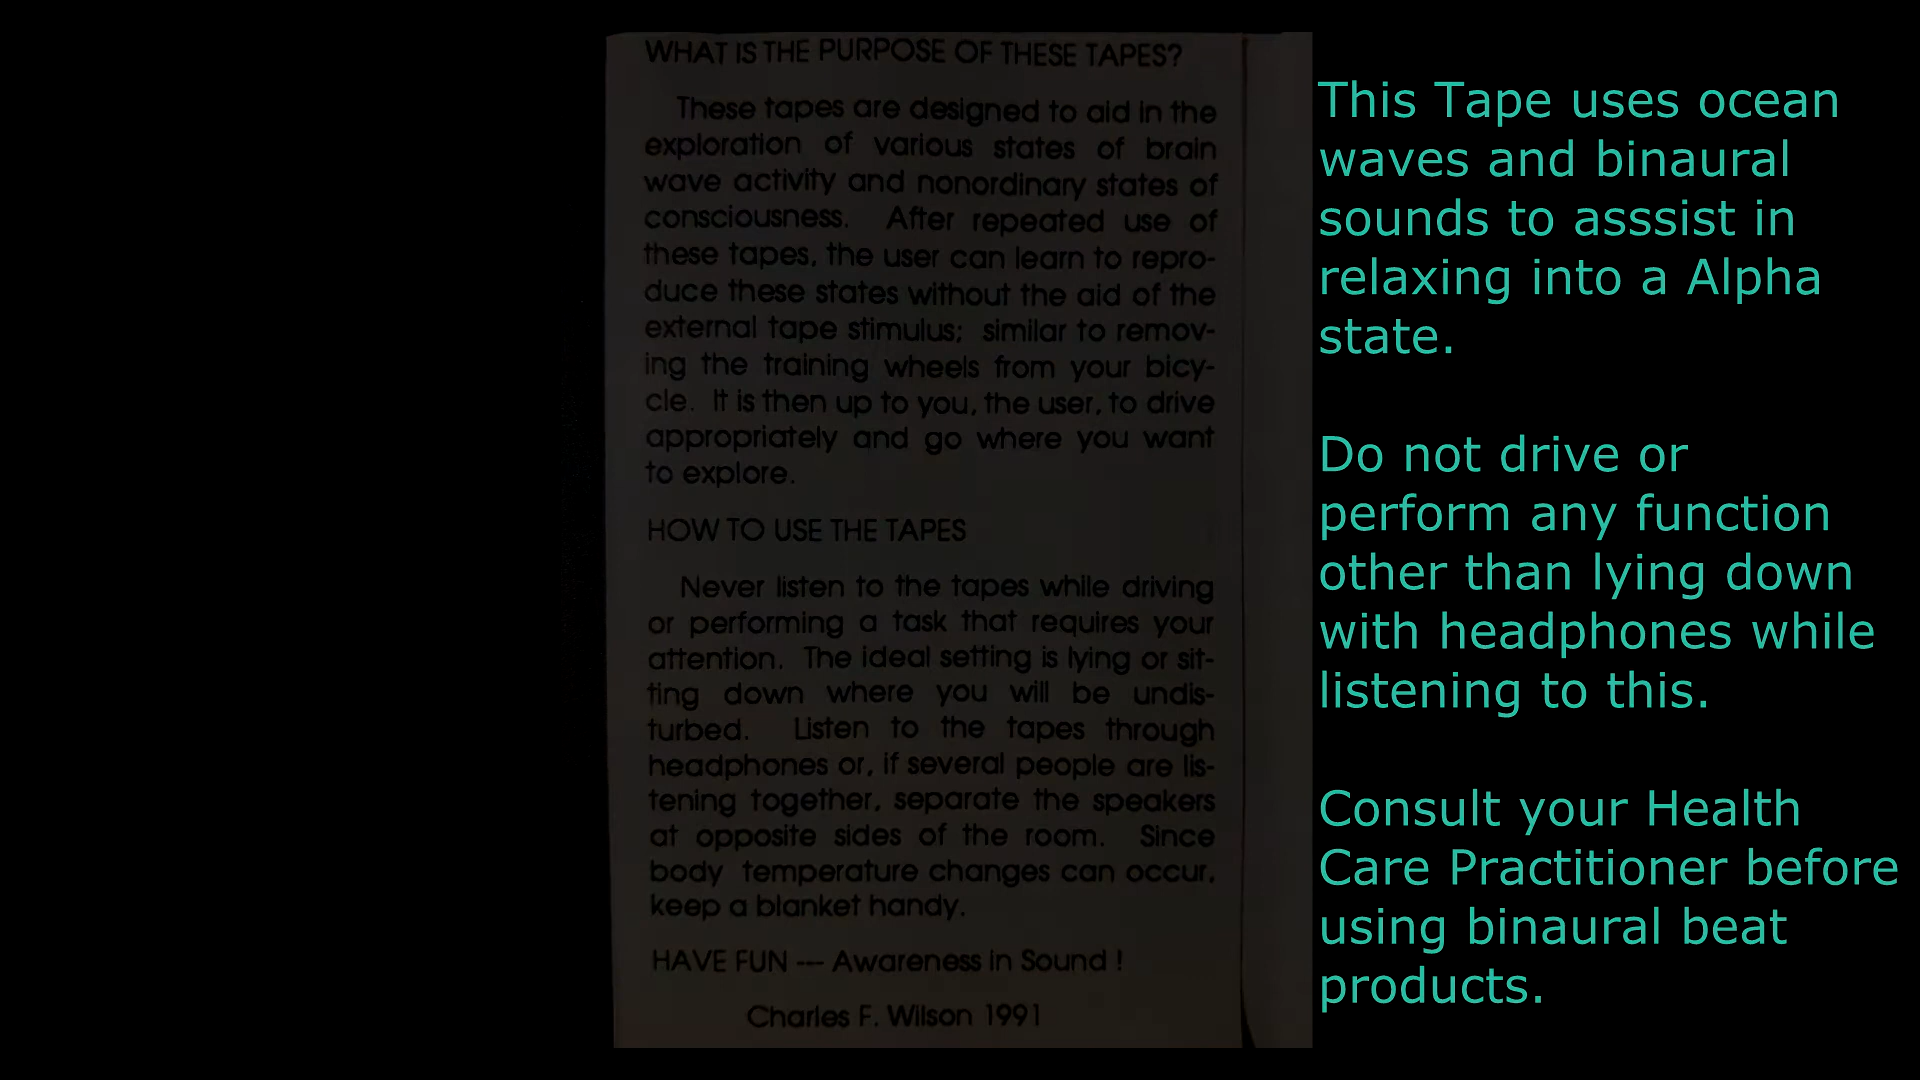 WHAT IS THE PURPOSE OF THESE TAPES?
These tapes are designed to aid in the
exploration of various states of brain
wave activity and nonordinary states of
consciousness. After repeated use of
these tapes, the user can learn to repro-
duce these states without the aid of the
external tape stimulus; similar to remov-
ing the training wheels from your bicy-
cle. It is then up to you, the user, to drive
appropriately and go where you want
to explore.
HOW TO USE THE TAPES
Never listen to the tapes while driving
or performing a task that requires your
attention. The ideal setting is lying or sit-
ting down where you will be undis-
turbed. Listen to the tapes through
headphones or, if several people are lis-
tening together, separate the speakers
at opposite sides of the room. Since
body temperature changes can occur,
keep a blanket handy.
HAVE FUN --- Awareness in Sound !
Charles F. Wilson 1991
This Tape uses ocean
waves and binaural
sounds to asssist in
relaxing into a Alpha
state.
Do not drive or
perform any function
other than lying down
with headphones while
listening to this.
Consult your Health
Care Practitioner before
using binaural beat
products.